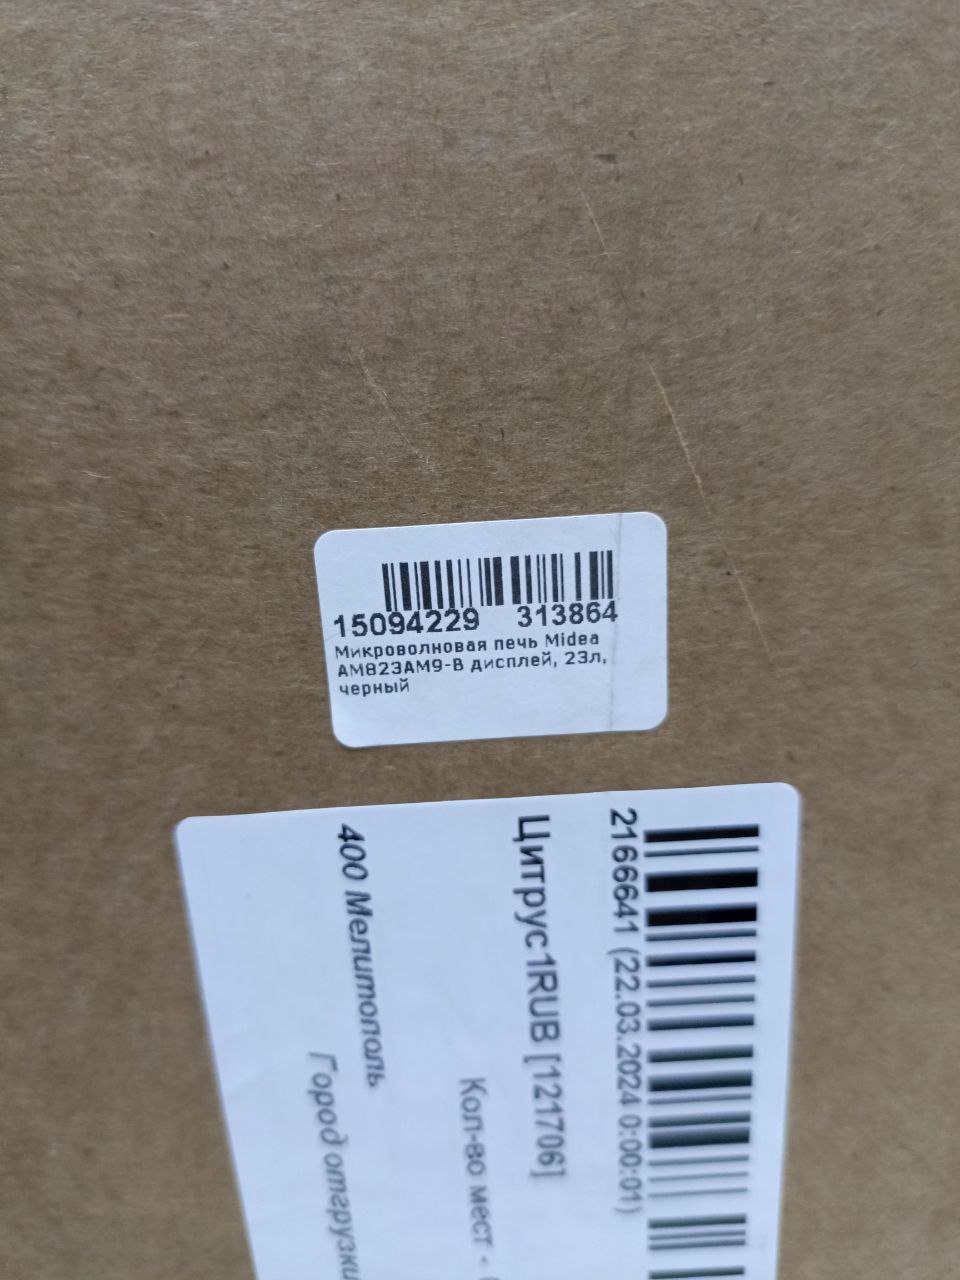 15094229 313864
Микроволновая печь Midea
AM823AM9-B дисплей, 23л,
черный
2166641 (22.03.2024 0:00:01)
Цитрус1RUB [121706]
Кол-во мест -
400 Мелитополь
Город отгрузки